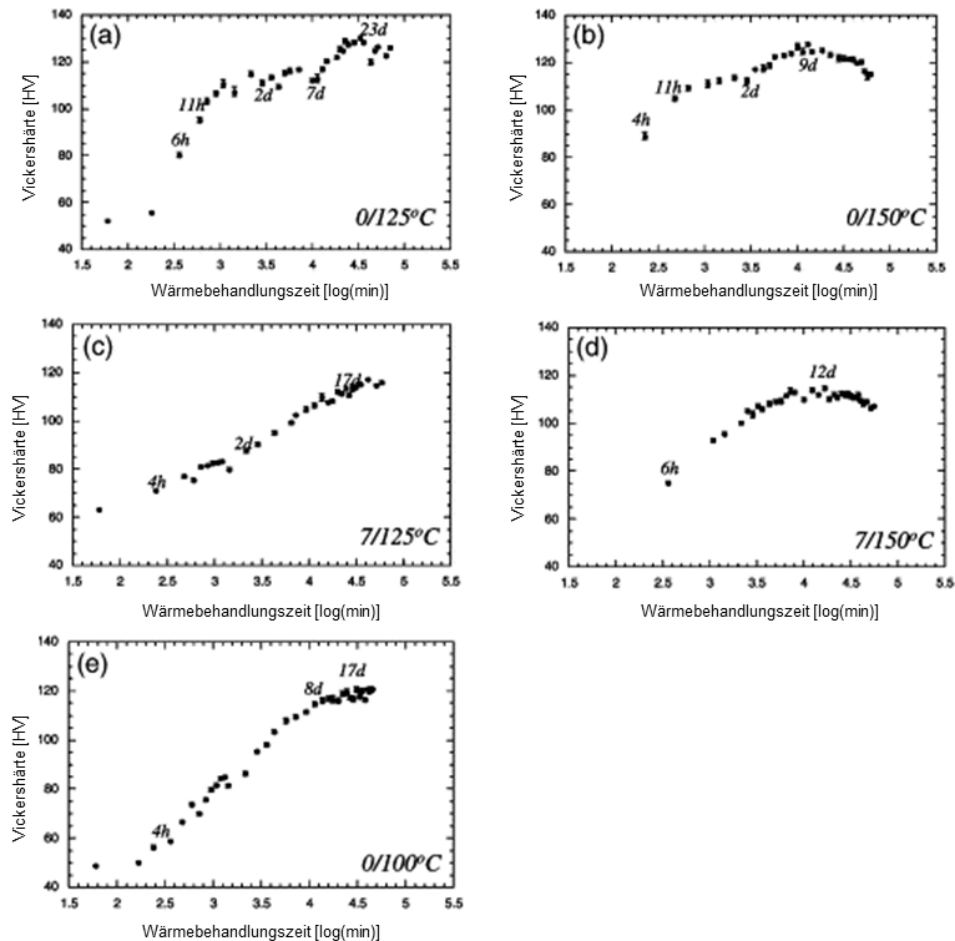 (a)
Vickershärte [HV]
140
120
100
80
60
40
23d
11h
2d
7d
6h
0/125°C
1.5 2 2.5 3 3.5 4 4.5 5 5.5
Wärmebehandlungszeit [log(min)]
(b)
Vickershärte [HV]
140
120
100
80
60
40
11h
9d
2d
4h
0/150°C
1.5 2 2.5 3 3.5 4 4.5 5 5.5
Wärmebehandlungszeit [log(min)]
(c)
Vickershärte [HV]
140
120
100
80
60
40
17d
2d
4h
7/125°C
1.5 2 2.5 3 3.5 4 4.5 5 5.5
Wärmebehandlungszeit [log(min)]
(d)
Vickershärte [HV]
140
120
100
80
60
40
12d
6h
7/150°C
1.5 2 2.5 3 3.5 4 4.5 5 5.5
Wärmebehandlungszeit [log(min)]
(e)
Vickershärte [HV]
140
120
100
80
60
40
17d
8d
4h
0/100°C
1.5 2 2.5 3 3.5 4 4.5 5 5.5
Wärmebehandlungszeit [log(min)]